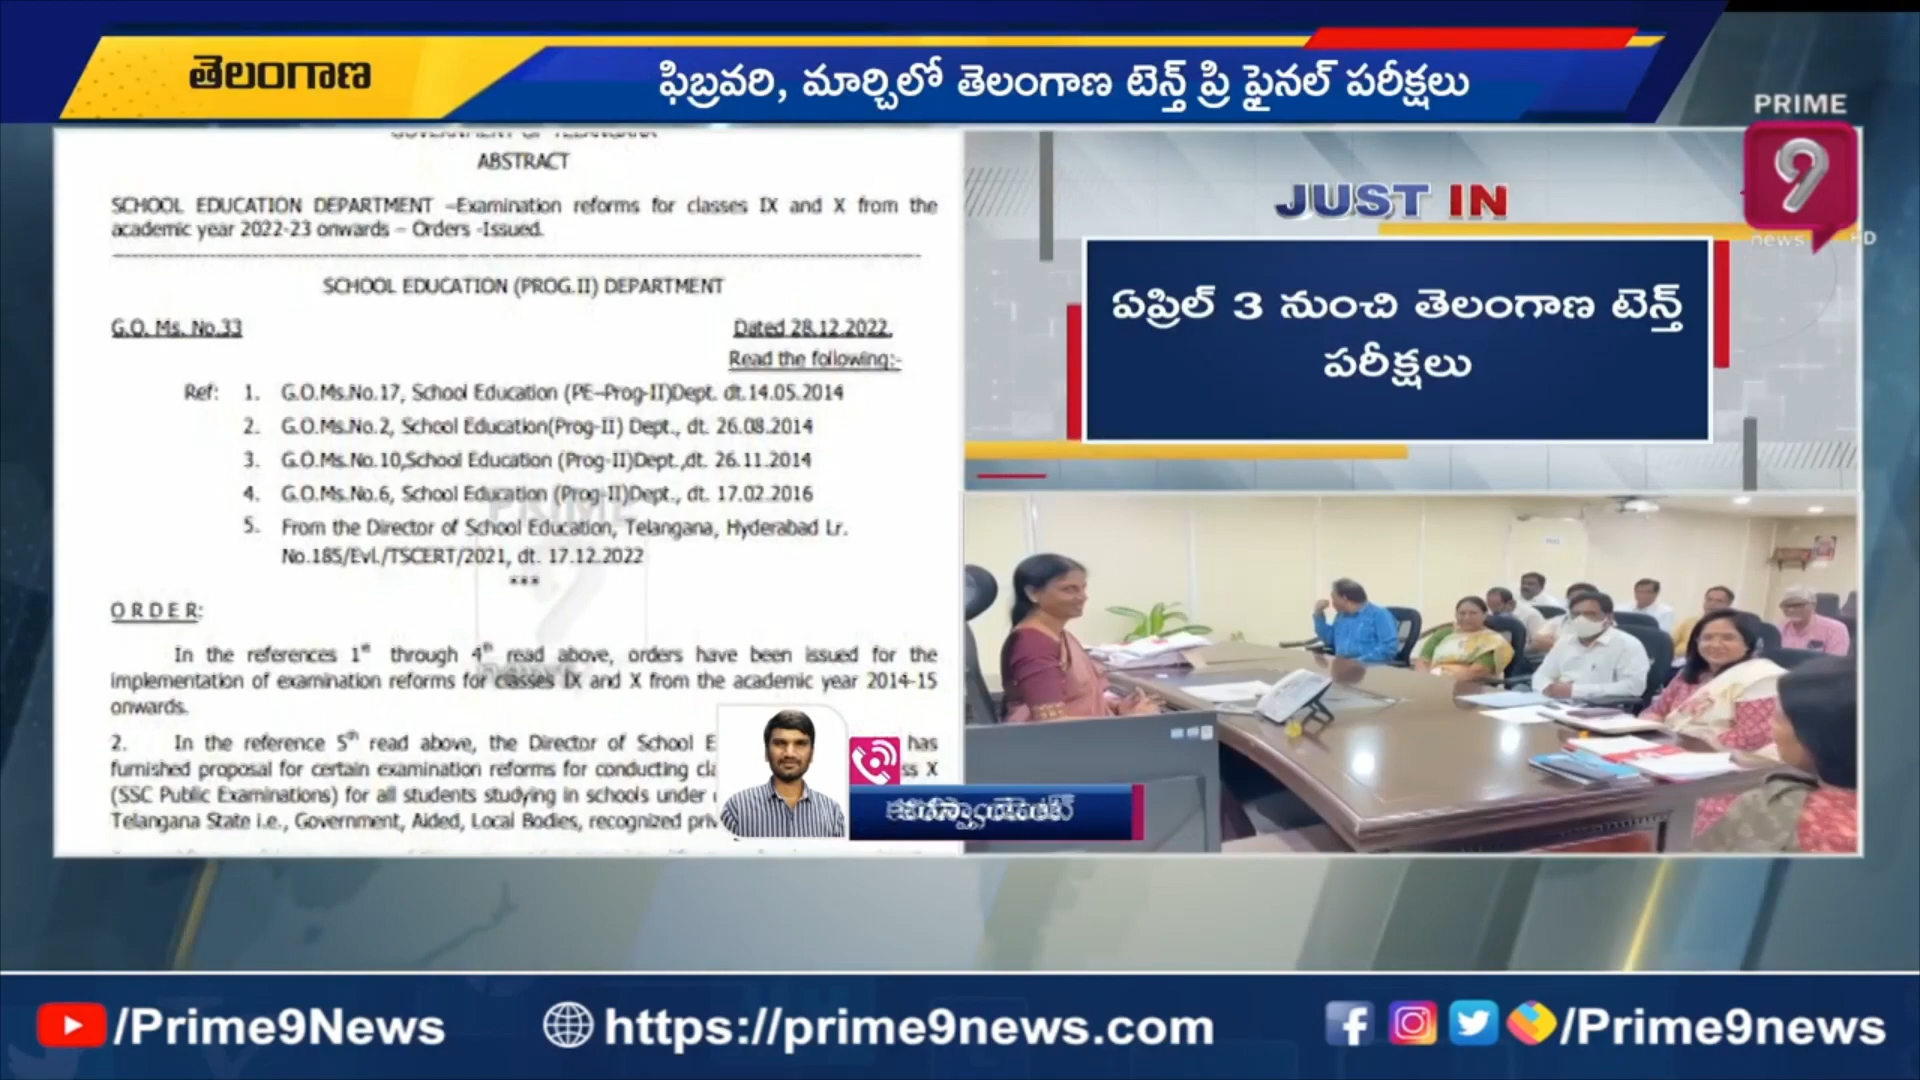 తెలంగాణ
ఫిబ్రవరి, మార్చిలో తెలంగాణ టెన్త్ ప్రి ఫైనల్ పరీక్షలు
PRIME
9
news HD
GOVERNMENT OF TELANGANA
ABSTRACT
SCHOOL EDUCATION DEPARTMENT –Examination reforms for classes IX and X from the
academic year 2022-23 onwards – Orders -Issued.
SCHOOL EDUCATION (PROG.II) DEPARTMENT
G.O. Ms. No.33
Dated 28.12.2022.
Read the following:-
Ref: 1. G.O.Ms.No.17, School Education (PE–Prog-II)Dept. dt.14.05.2014
2. G.O.Ms.No.2, School Education(Prog-II) Dept., dt. 26.08.2014
3. G.O.Ms.No.10,School Education (Prog-II)Dept.,dt. 26.11.2014
4. G.O.Ms.No.6, School Education (Prog-II)Dept., dt. 17.02.2016
5. From the Director of School Education, Telangana, Hyderabad Lr.
No.185/Evl./TSCERT/2021, dt. 17.12.2022
***
O R D E R:
In the references 1st through 4th read above, orders have been issued for the
implementation of examination reforms for classes IX and X from the academic year 2014-15
onwards.
2. In the reference 5th read above, the Director of School E has
furnished proposal for certain examination reforms for conducting cla ss X
(SSC Public Examinations) for all students studying in schools under
Telangana State i.e., Government, Aided, Local Bodies, recognized priv
JUST IN
ఏప్రిల్ 3 నుంచి తెలంగాణ టెన్త్
పరీక్షలు
/Prime9News
https://prime9news.com
/Prime9news